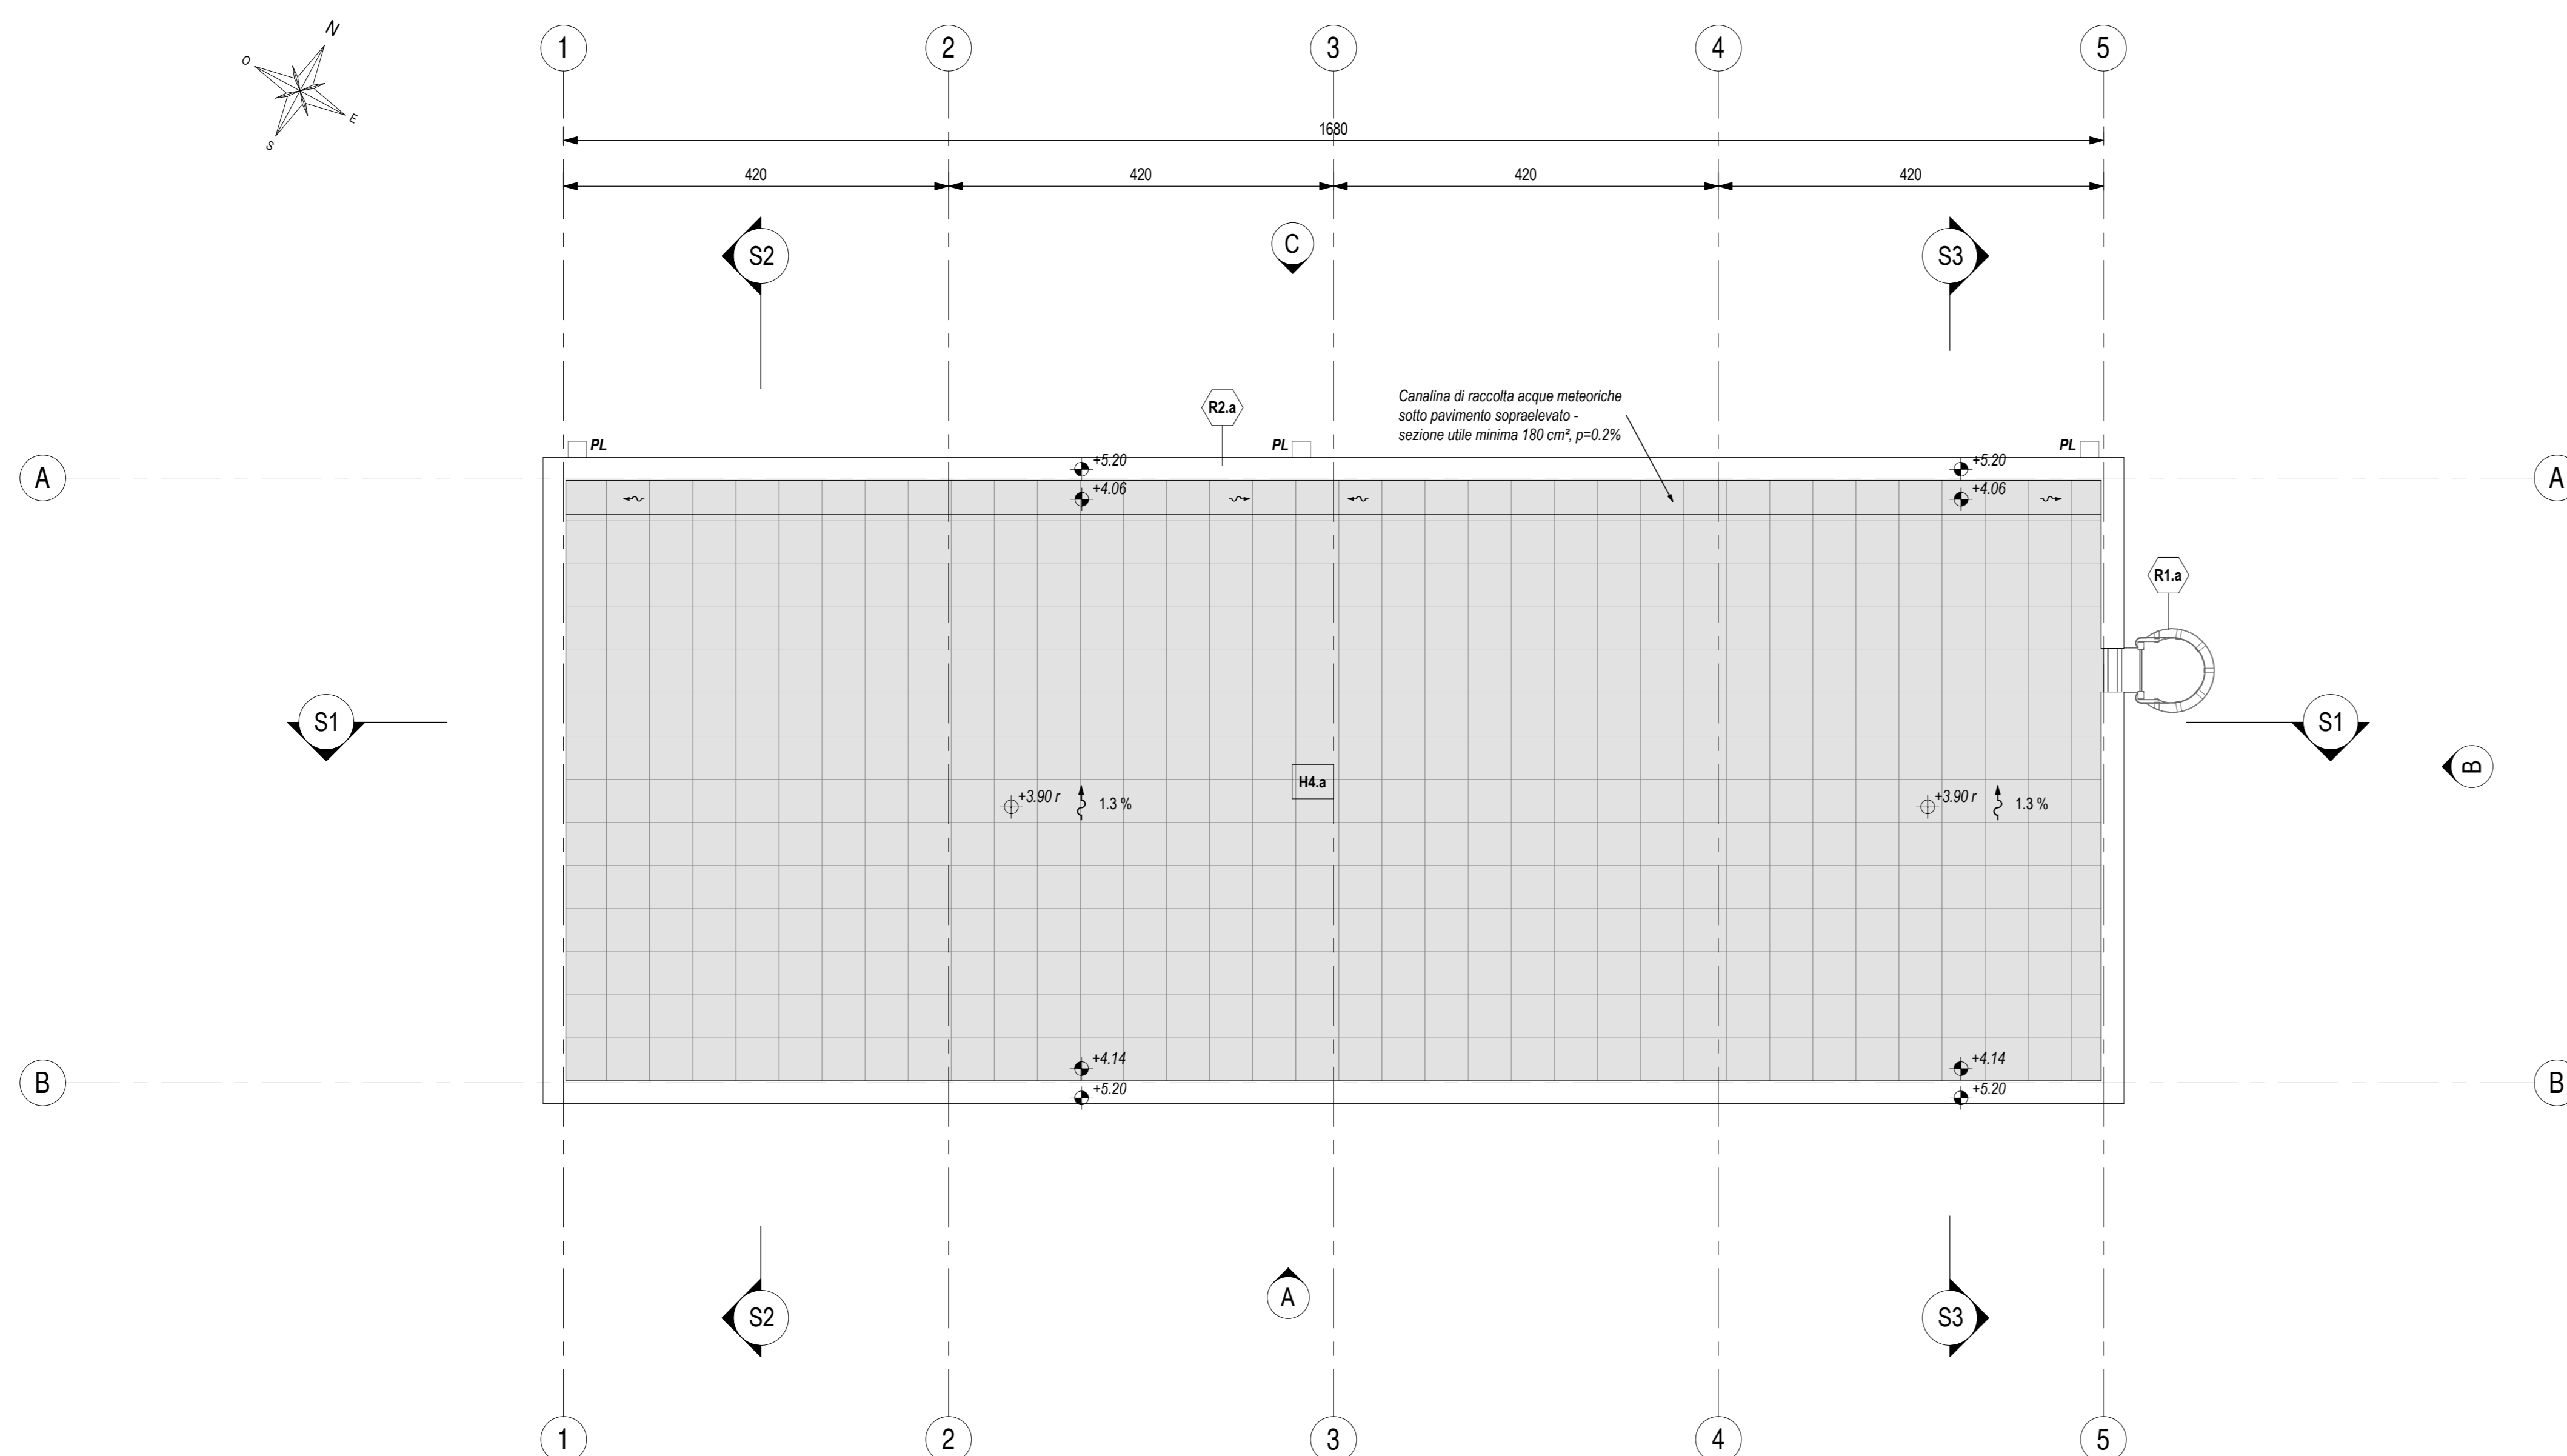 N
O
E
S
1 2 3 4 5
1680
420 420 420 420
S2
C
S3
R2.a
Canalina di raccolta acque meteoriche
sotto pavimento sopraelevato -
sezione utile minima 180 cm², p=0.2%
PL PL PL
+5.20 +5.20
A A
+4.06 +4.06
R1.a
S1 S1
B
H4.a
+3.90 r 1.3 % +3.90 r 1.3 %
+4.14 +4.14
B B
+5.20 +5.20
A
S2 S3
1 2 3 4 5